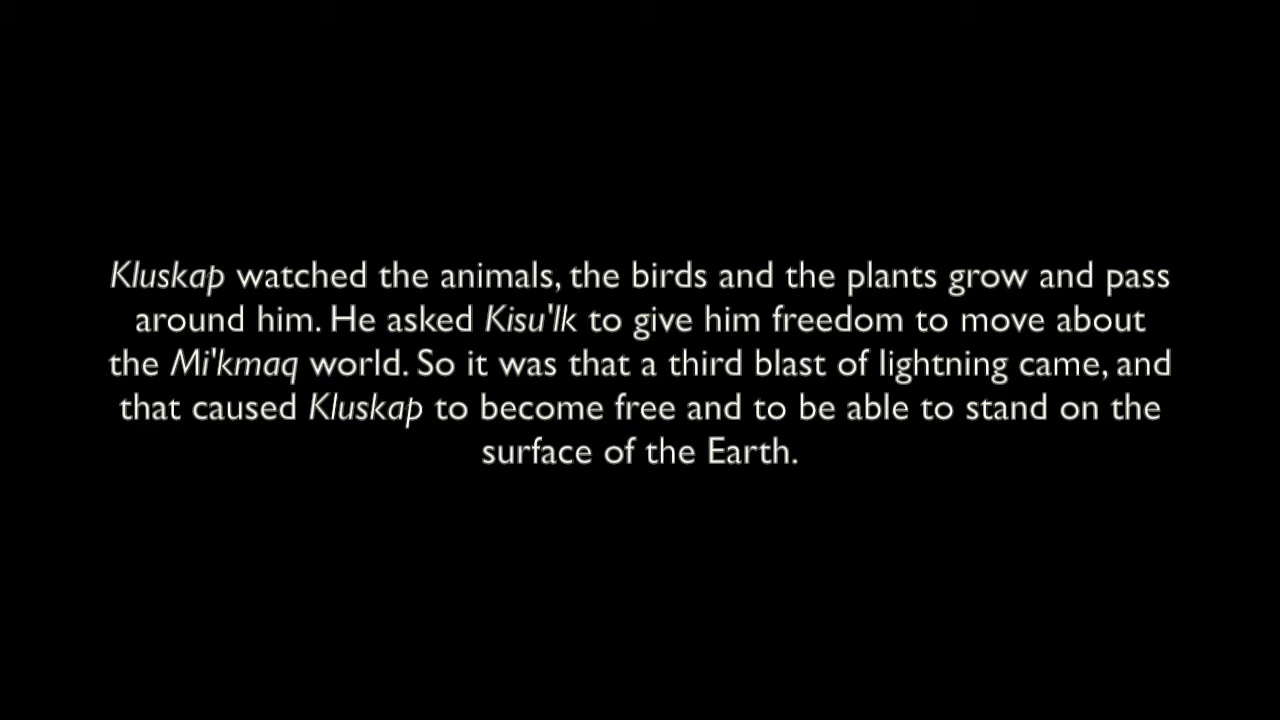 Kluskap watched the animals, the birds and the plants grow and pass
around him. He asked Kisu'lk to give him freedom to move about
the Mi'kmaq world. So it was that a third blast of lightning came, and
that caused Kluskap to become free and to be able to stand on the
surface of the Earth.